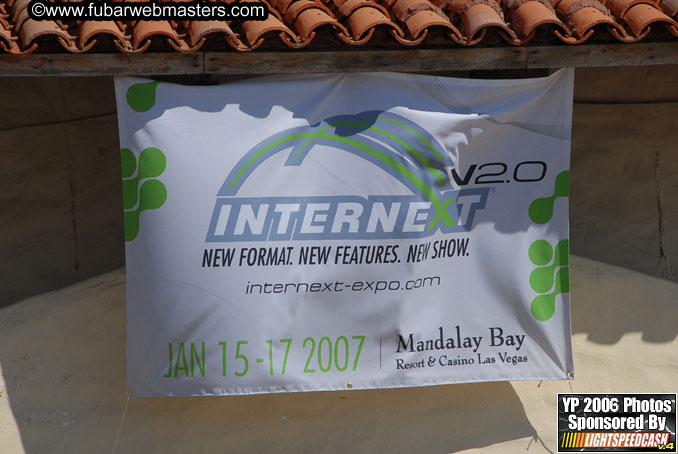 www.fubarwebmasters.com
V2.0
INTERNEXT
NEW FORMAT. NEW FEATURES. NEW SHOW.
internext-expo.com
JAN 15-17 2007
Mandalay Bay
Resort & Casino Las Vegas
YP 2006 Photos
Sponsored By
LIGHTSPEEDCASH
v.4